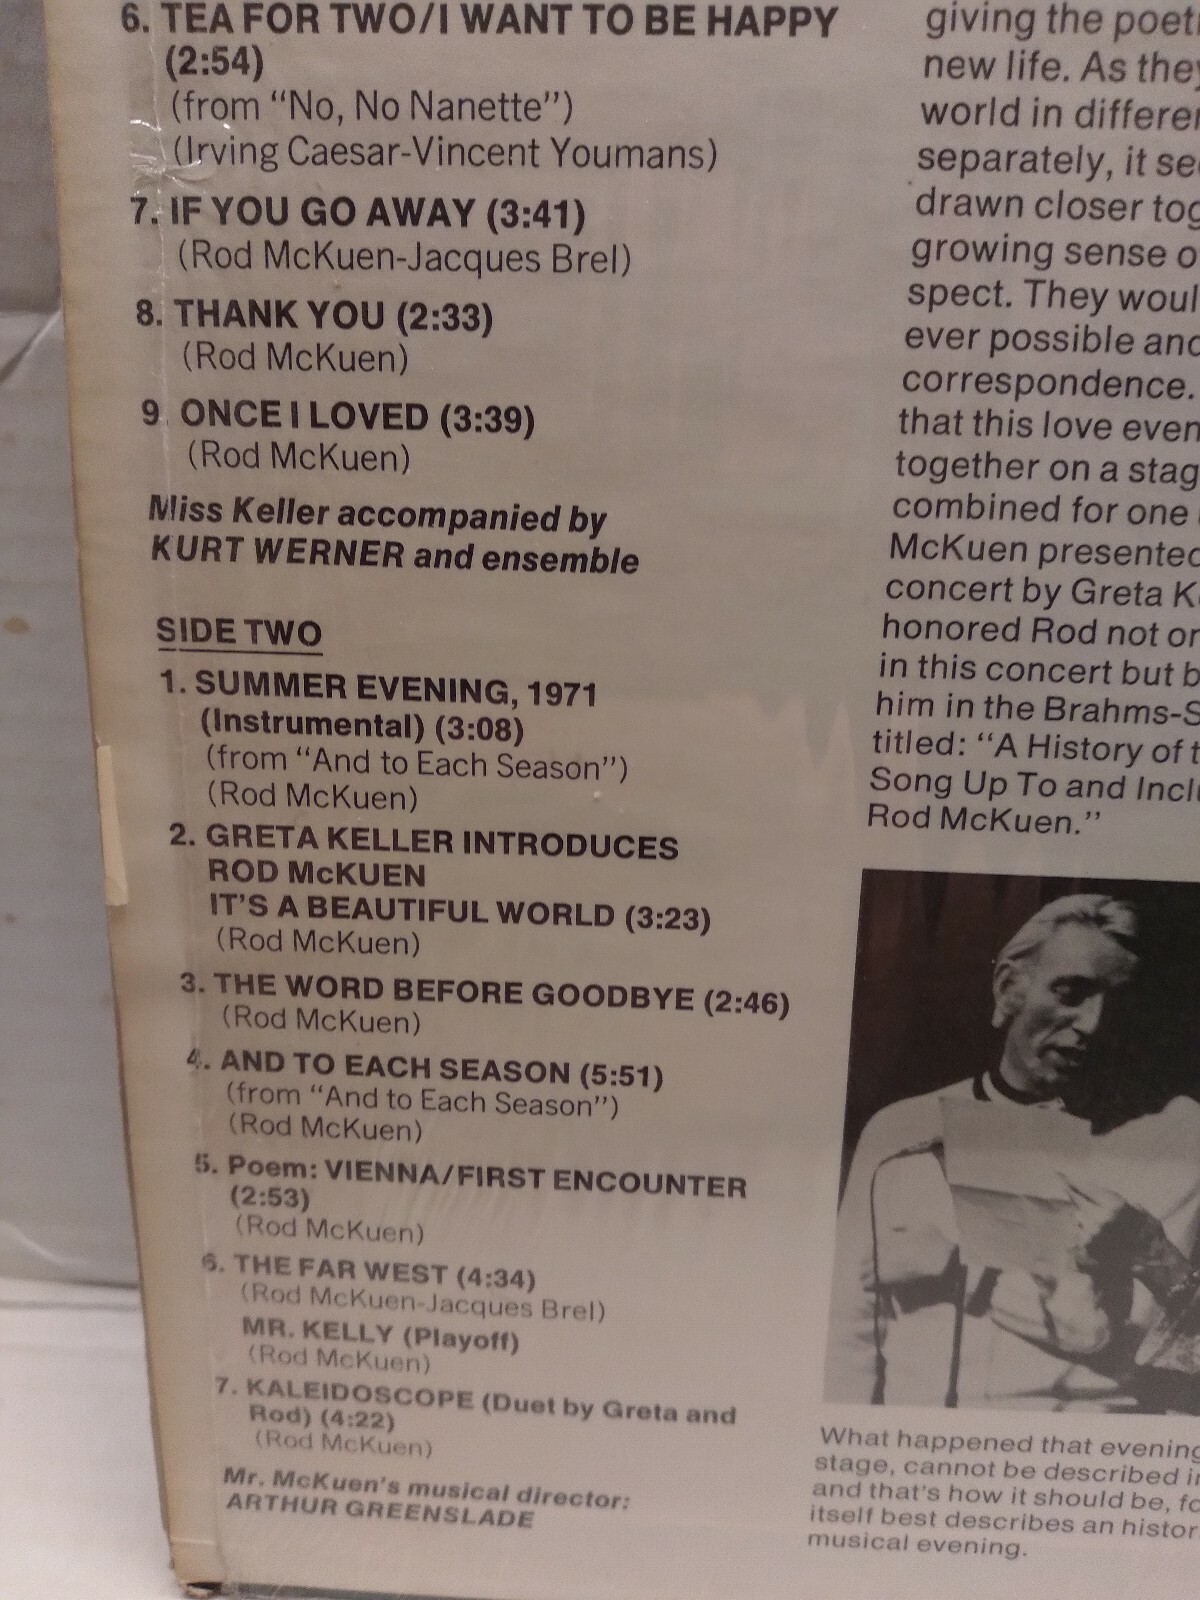 6. TEA FOR TWO/I WANT TO BE HAPPY
(2:54)
(from “No, No Nanette”)
(Irving Caesar-Vincent Youmans)
7. IF YOU GO AWAY (3:41)
(Rod McKuen-Jacques Brel)
8. THANK YOU (2:33)
(Rod McKuen)
9. ONCE I LOVED (3:39)
(Rod McKuen)
Miss Keller accompanied by
KURT WERNER and ensemble
SIDE TWO
1. SUMMER EVENING, 1971
(Instrumental) (3:08)
(from “And to Each Season”)
(Rod McKuen)
2. GRETA KELLER INTRODUCES
ROD McKUEN
IT'S A BEAUTIFUL WORLD (3:23)
(Rod McKuen)
3. THE WORD BEFORE GOODBYE (2:46)
(Rod McKuen)
4. AND TO EACH SEASON (5:51)
(from “And to Each Season”)
(Rod McKuen)
5. Poem: VIENNA/FIRST ENCOUNTER
(2:53)
(Rod McKuen)
6. THE FAR WEST (4:34)
(Rod McKuen-Jacques Brel)
MR. KELLY (Playoff)
(Rod McKuen)
7. KALEIDOSCOPE (Duet by Greta and
Rod) (4:22)
(Rod McKuen)
Mr. McKuen's musical director:
ARTHUR GREENSLADE
giving the poet
new life. As they
world in differe
separately, it se
drawn closer tog
growing sense o
spect. They woul
ever possible and
correspondence.
that this love even
together on a stag
combined for one
McKuen presented
concert by Greta K
honored Rod not on
in this concert but b
him in the Brahms-S
titled: “A History of t
Song Up To and Inclu
Rod McKuen.”
What happened that evening
stage, cannot be described in
and that's how it should be, fo
itself best describes an histor
musical evening.